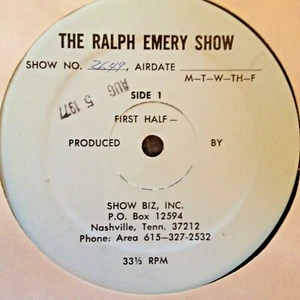 THE RALPH EMERY SHOW
SHOW NO. 2649, AIRDATE
M—T—W—TH—F
AUG 5 1977
SIDE 1
FIRST HALF—
PRODUCED BY
SHOW BIZ, INC.
P.O. Box 12594
Nashville, Tenn. 37212
Phone: Area 615-327-2532
33⅓ RPM